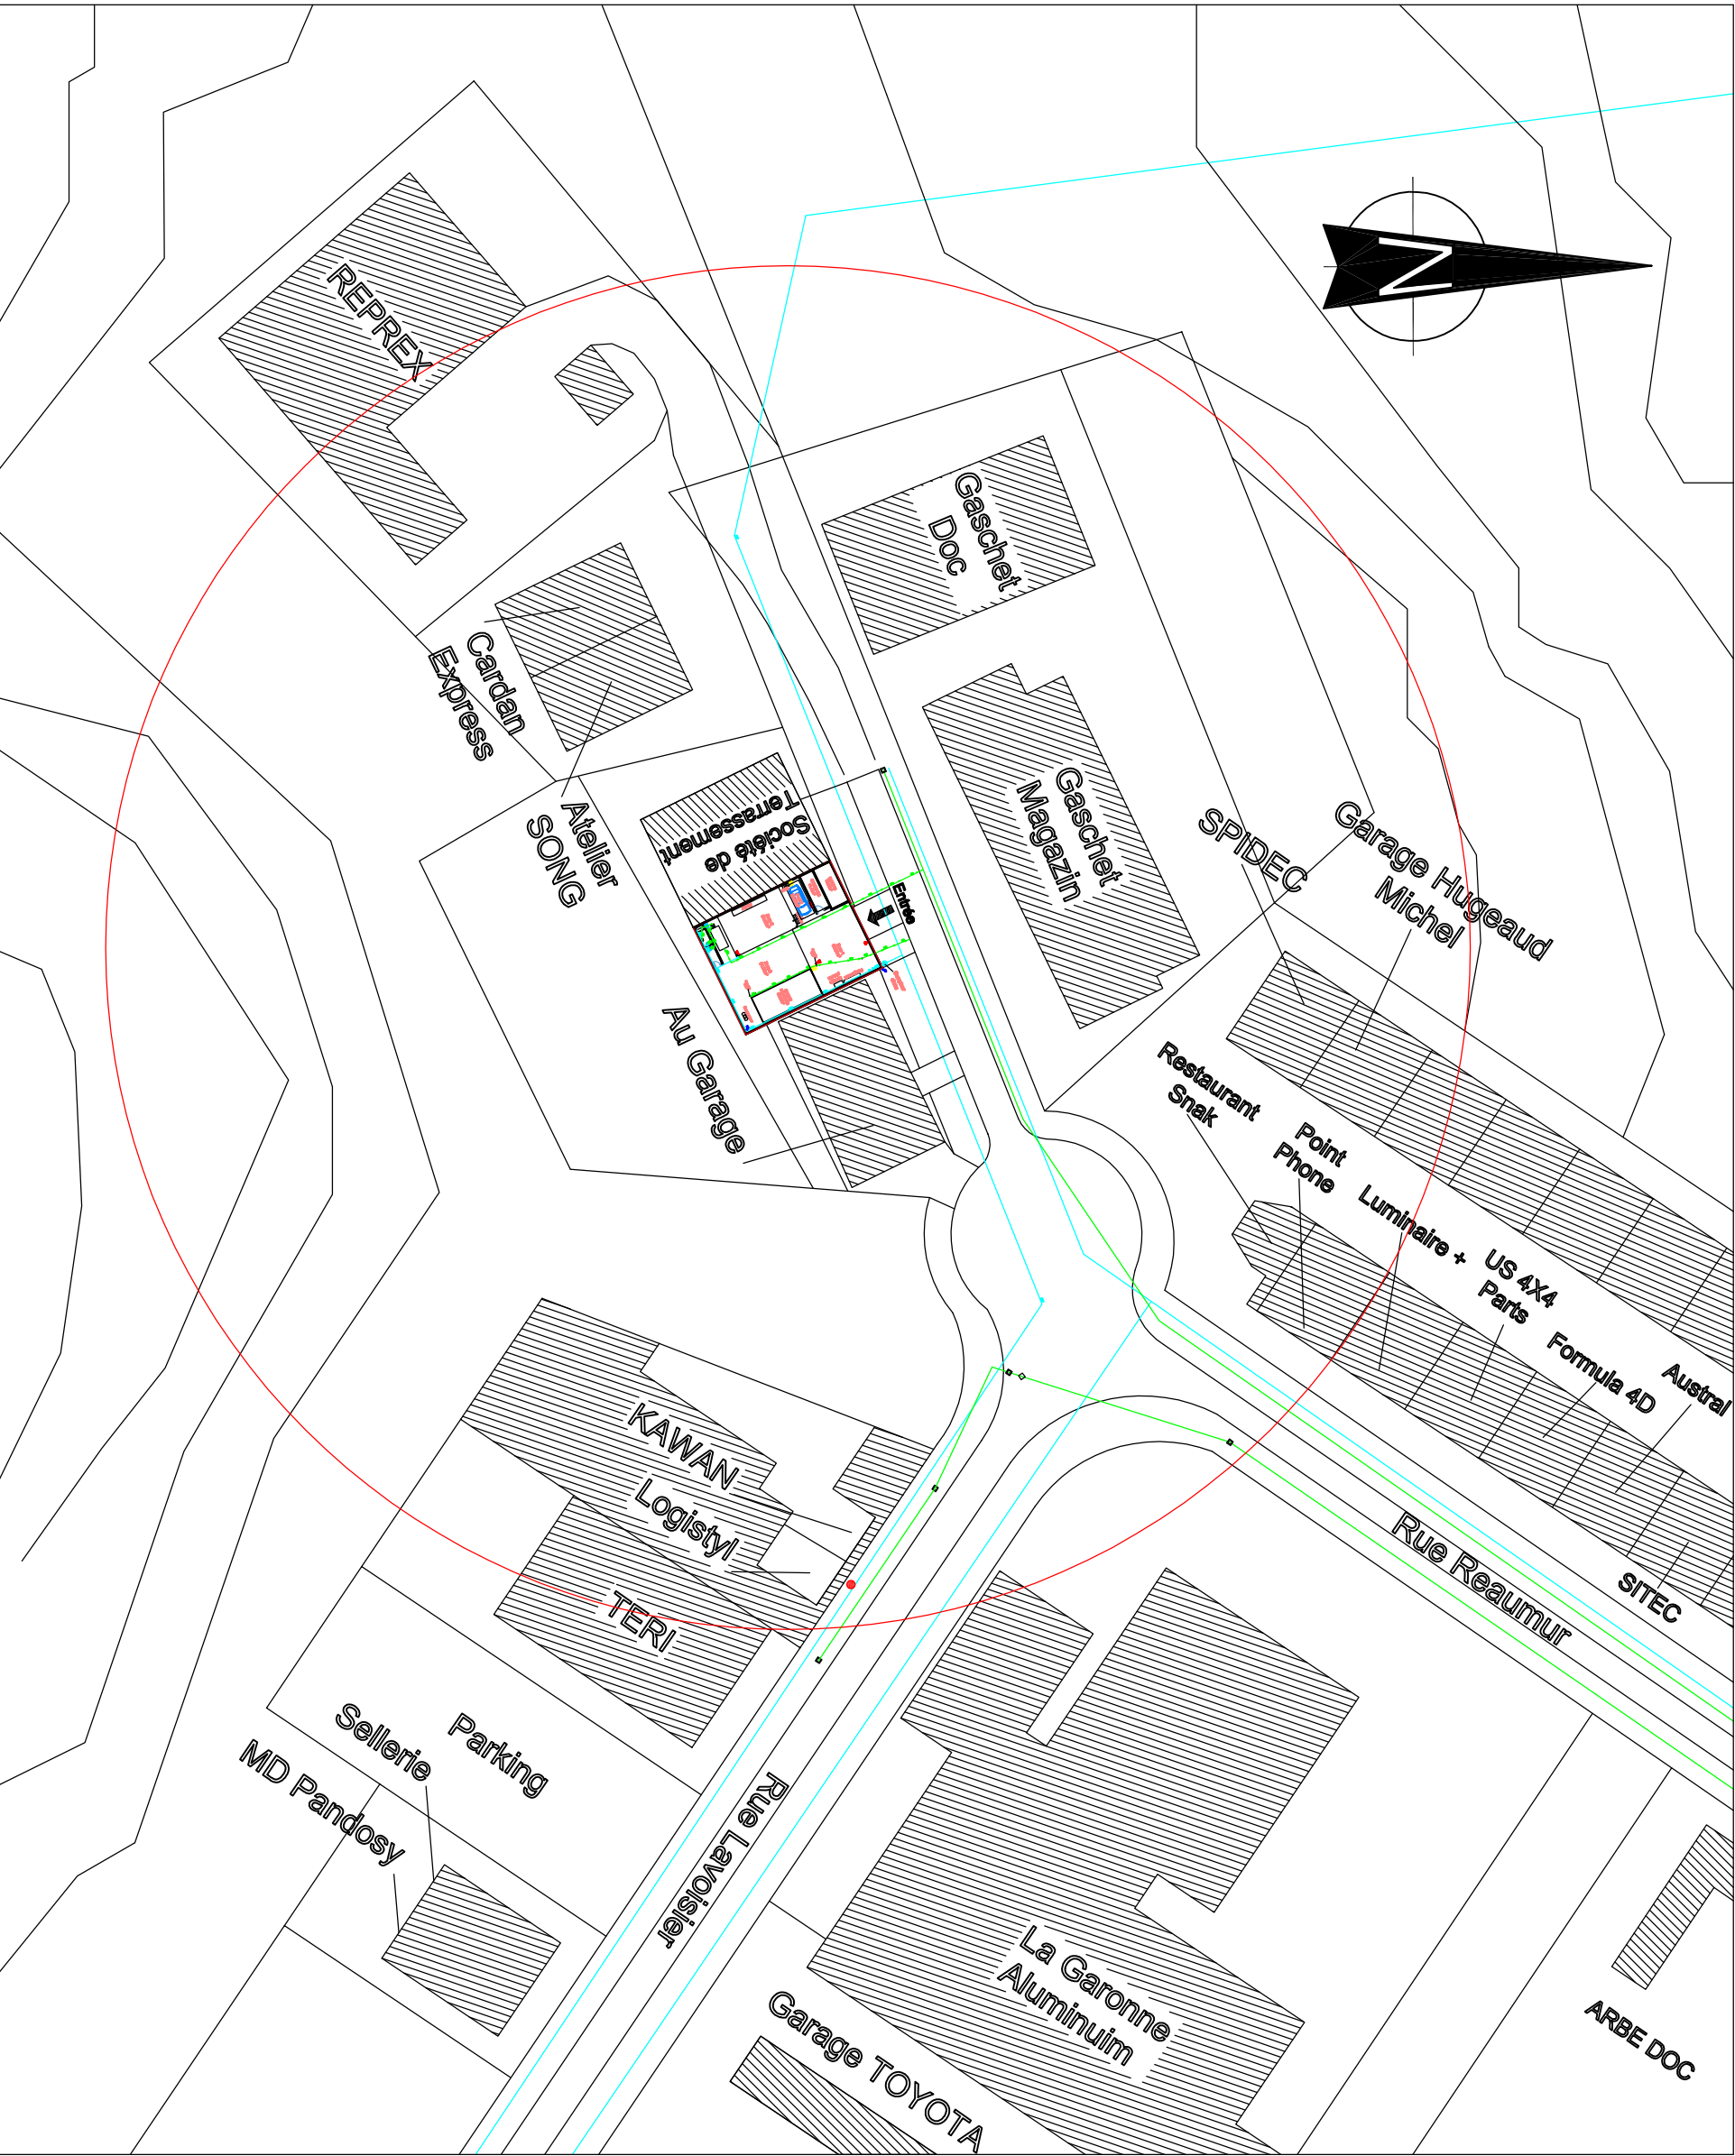 REPREX
N
Gaschet
Doc
Cardan
Express
Gaschet
Magazin
Société de
Terrassement
Atelier
SONG
Entrée
SPIDEC
Garage Hugeaud
Michel
Au Garage
Restaurant
Snak
Point
Phone
Luminaire +
US 4X4
Parts
Formula 4D
Austral
KAWAN
Logistyl
TERI
Rue Reaumur
SITEC
Parking
Sellerie
MD Pandosy
Rue Lavoisier
La Garonne
Aluminuim
Garage TOYOTA
ARBE DOC